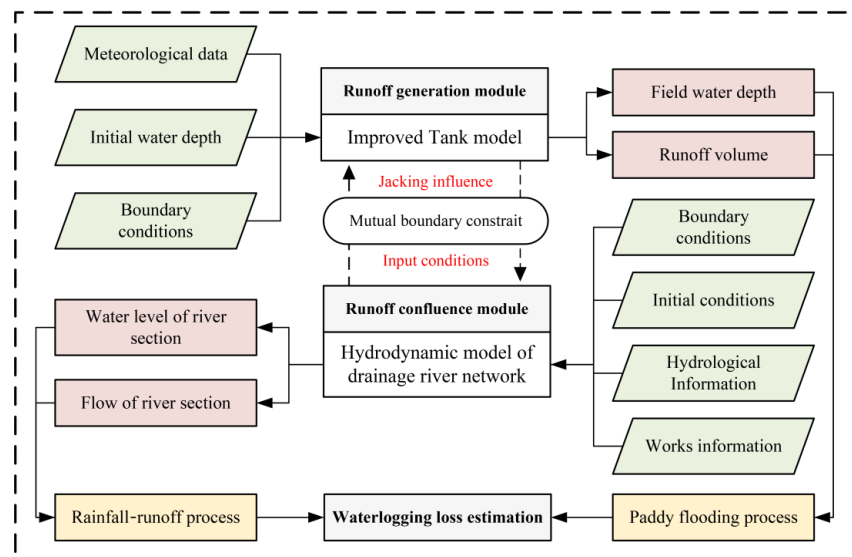 Meteorological data
Initial water depth
Boundary
conditions
Runoff generation module
Improved Tank model
Field water depth
Runoff volume
Jacking influence
Mutual boundary constrait
Input conditions
Boundary
conditions
Initial conditions
Hydrological
Information
Works information
Runoff confluence module
Hydrodynamic model of
drainage river network
Water level of river
section
Flow of river section
Rainfall-runoff process
Waterlogging loss estimation
Paddy flooding process